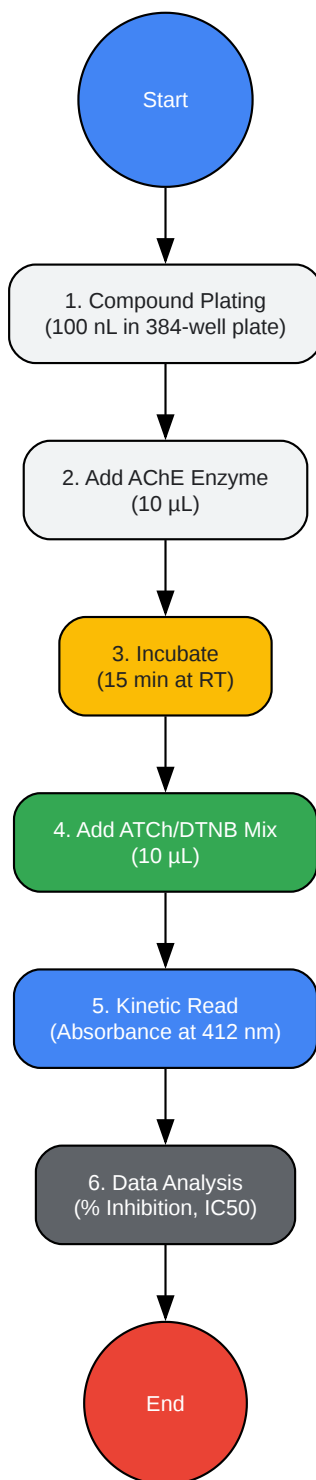 Start
1. Compound Plating
(100 nL in 384-well plate)
2. Add AChE Enzyme
(10 µL)
3. Incubate
(15 min at RT)
4. Add ATCh/DTNB Mix
(10 µL)
5. Kinetic Read
(Absorbance at 412 nm)
6. Data Analysis
(% Inhibition, IC50)
End